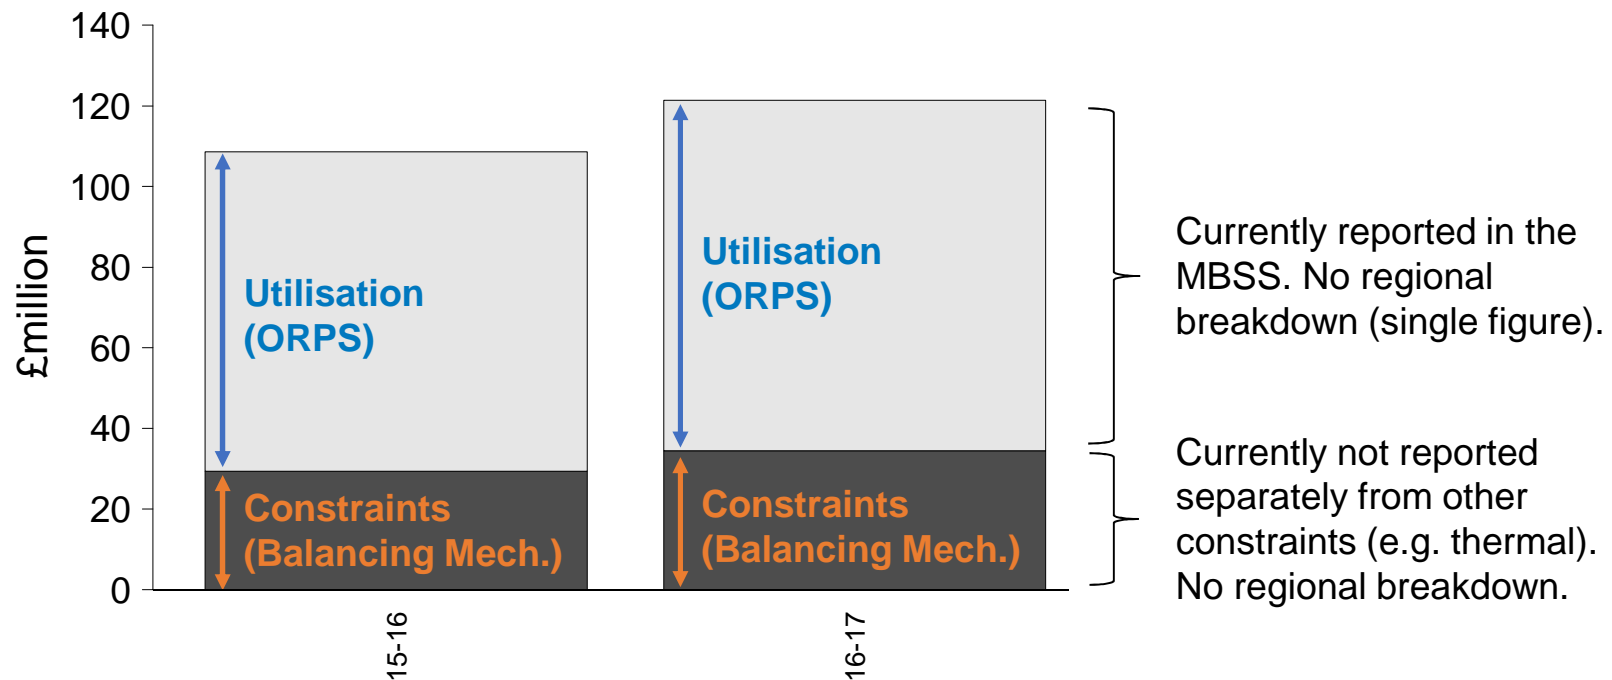 £million
140
120
100
80
60
40
20
0
Utilisation
(ORPS)
Constraints
(Balancing Mech.)
15-16
Utilisation
(ORPS)
Constraints
(Balancing Mech.)
16-17
Currently reported in the
MBSS. No regional
breakdown (single figure).
Currently not reported
separately from other
constraints (e.g. thermal).
No regional breakdown.